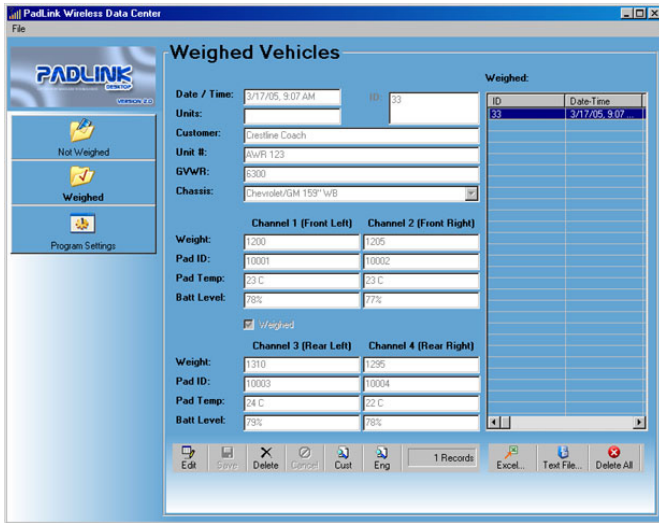 PadLink Wireless Data Center
File
PADLINK
DESKTOP
VERSION 2.0
Not Weighed
Weighed
Program Settings
Weighed Vehicles
Date / Time: 3/17/05, 9:07 AM ID: 33
Units:
Customer: Crestline Coach
Unit #: AWR 123
GVWR: 6300
Chassis: Chevrolet/GM 159" WB
Channel 1 (Front Left) Channel 2 (Front Right)
Weight: 1200 1205
Pad ID: 10001 10002
Pad Temp: 23 C 23 C
Batt Level: 78% 77%
Weighed
Channel 3 (Rear Left) Channel 4 (Rear Right)
Weight: 1310 1295
Pad ID: 10003 10004
Pad Temp: 24 C 22 C
Batt Level: 79% 78%
Weighed:
ID Date-Time
33 3/17/05, 9:07 ...
Edit Save Delete Cancel Cust Eng 1 Records Excel... Text File... Delete All